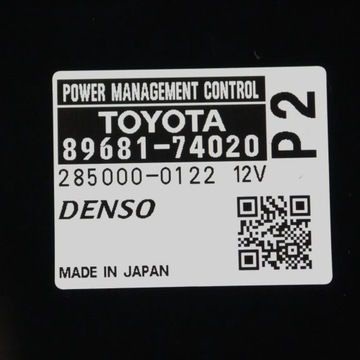 POWER MANAGEMENT CONTROL
TOYOTA
89681-74020
P2
285000-0122 12V
DENSO
MADE IN JAPAN